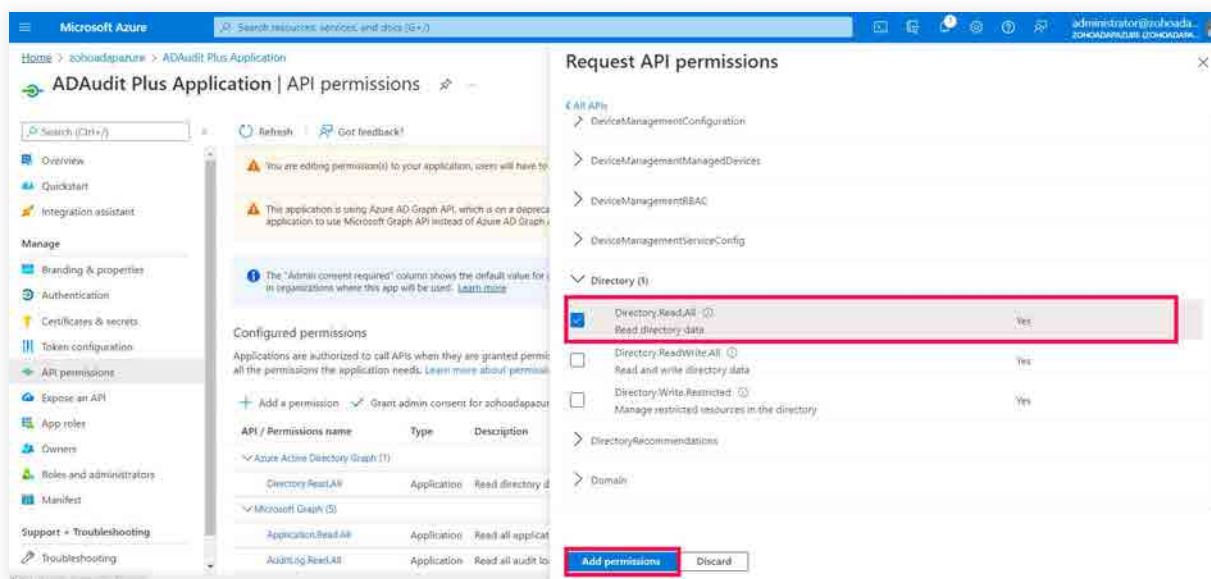 Microsoft Azure
Search resources, services, and docs (G+/)
administrator@zohoada...
Home > zohoadapazure > ADAudit Plus Application
ADAudit Plus Application | API permissions
Search (Ctrl+/)
Overview
Quickstart
Integration assistant
Manage
Branding & properties
Authentication
Certificates & secrets
Token configuration
API permissions
Expose an API
App roles
Owners
Roles and administrators
Manifest
Support + Troubleshooting
Troubleshooting
Refresh
Got feedback?
You are editing permission(s) to your application, users will have to
This application is using Azure AD Graph API, which is on a depreca
application to use Microsoft Graph API instead of Azure AD Graph
The "Admin consent required" column shows the default value for
in organizations where this app will be used. Learn more
Configured permissions
Applications are authorized to call APIs when they are granted permis
all the permissions the application needs. Learn more about
Add a permission
Grant admin consent for zohoadapazur
API / Permissions name Type Description
Azure Active Directory Graph (1)
Directory.Read.All Application Read directory d
Microsoft Graph (5)
Application.Read.All Application Read all applicat
AuditLog.Read.All Application Read all audit lo
Request API permissions
All APIs
DeviceManagementConfiguration
DeviceManagementManagedDevices
DeviceManagementRBAC
DeviceManagementServiceConfig
Directory (1)
Directory.Read.All
Read directory data
Yes
Directory.ReadWrite.All
Read and write directory data
Yes
Directory.Write.Restricted
Manage restricted resources in the directory
Yes
DirectoryRecommendations
Domain
Add permissions
Discard